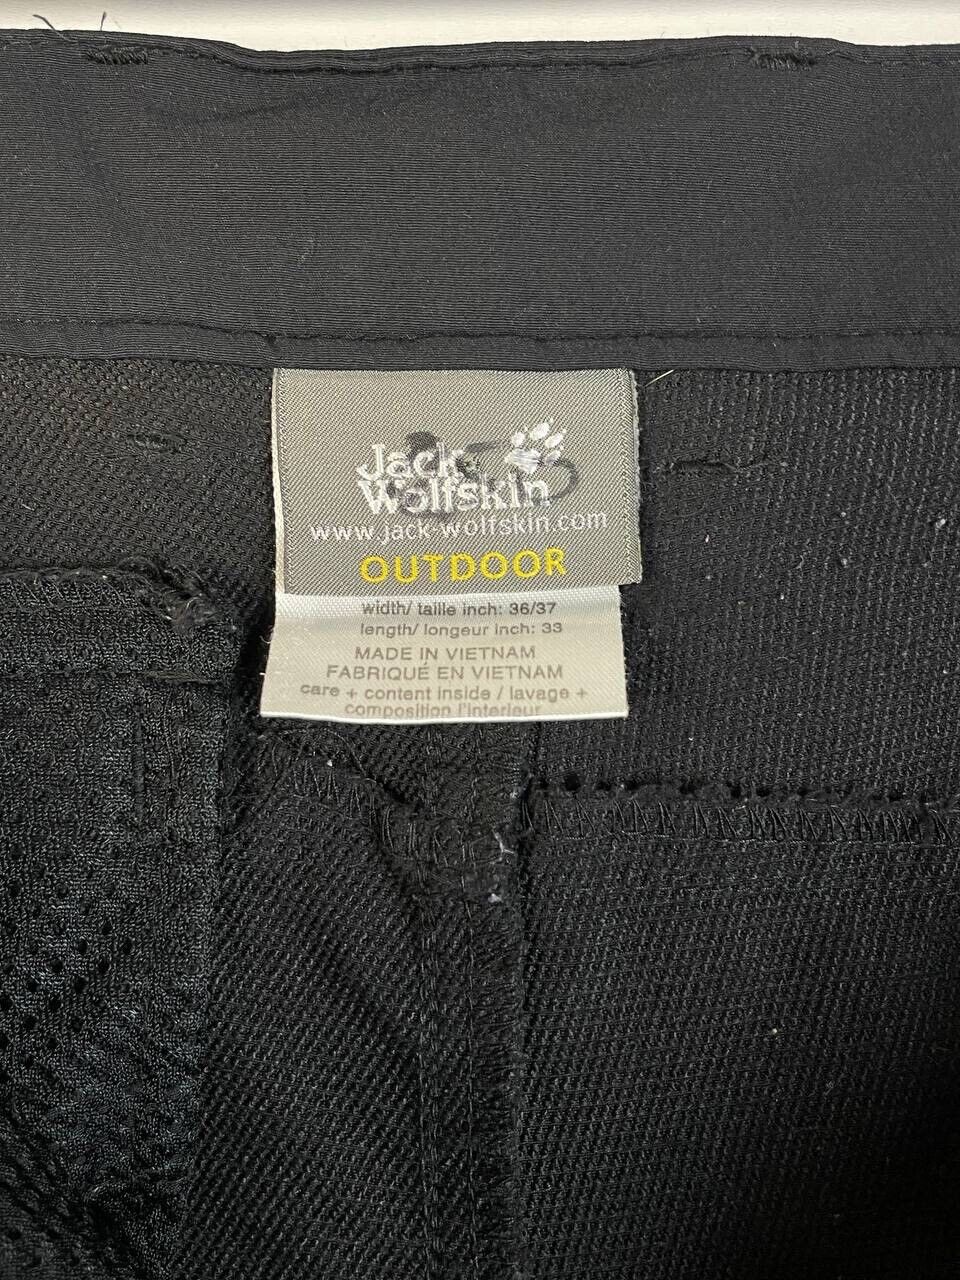 Jack
Wolfskin
www.jack-wolfskin.com
OUTDOOR
width/ taille inch: 36/37
length/ longeur inch: 33
MADE IN VIETNAM
FABRIQUÉ EN VIETNAM
care + content inside / lavage +
composition l'interieur